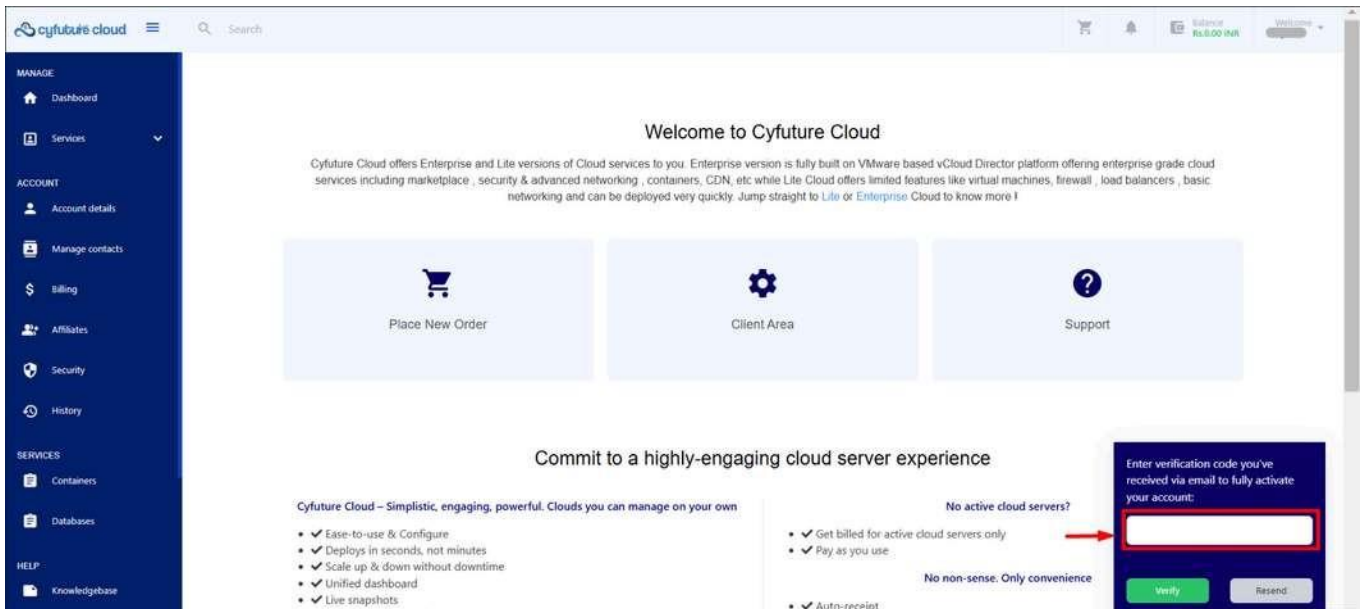 cyfuture cloud
Search
Balance
Rs.0.00 INR
Welcome
MANAGE
Dashboard
Services
ACCOUNT
Account details
Manage contacts
Billing
Affiliates
Security
History
SERVICES
Containers
Databases
HELP
Knowledgebase
Welcome to Cyfuture Cloud
Cyfuture Cloud offers Enterprise and Lite versions of Cloud services to you. Enterprise version is fully built on VMware based vCloud Director platform offering enterprise grade cloud
services including marketplace , security & advanced networking , containers, CDN, etc while Lite Cloud offers limited features like virtual machines, firewall , load balancers , basic
networking and can be deployed very quickly. Jump straight to Lite or Enterprise Cloud to know more !
Place New Order
Client Area
Support
Commit to a highly-engaging cloud server experience
Cyfuture Cloud – Simplistic, engaging, powerful. Clouds you can manage on your own
• ✔ Ease-to-use & Configure
• ✔ Deploys in seconds, not minutes
• ✔ Scale up & down without downtime
• ✔ Unified dashboard
• ✔ Live snapshots
No active cloud servers?
• ✔ Get billed for active cloud servers only
• ✔ Pay as you use
No non-sense. Only convenience
• ✔ Auto-receipt
Enter verification code you've
received via email to fully activate
your account:
Verify
Resend